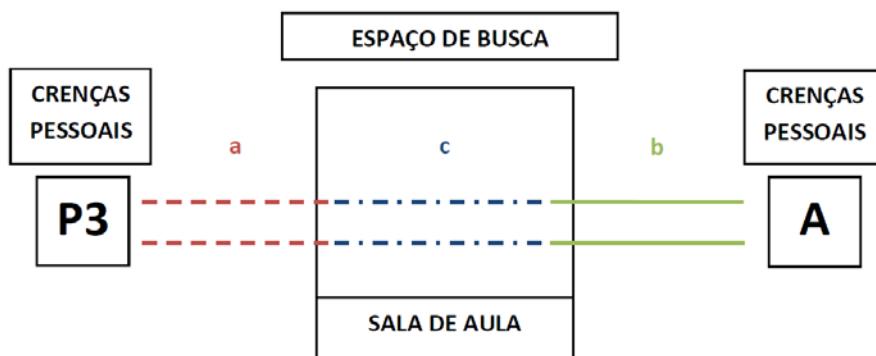 ESPAÇO DE BUSCA
CRENÇAS
PESSOAIS
CRENÇAS
PESSOAIS
a
c
b
P3
A
SALA DE AULA